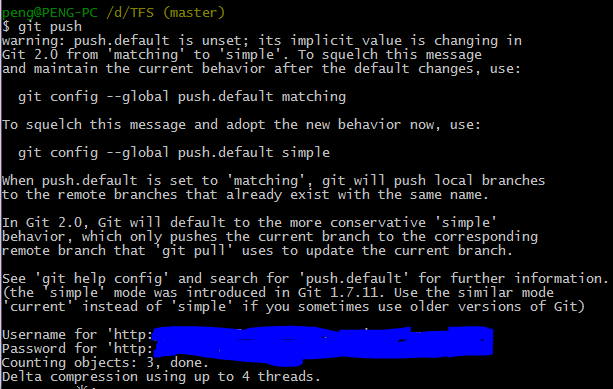 peng@PENG-PC /d/TFS (master)
$ git push
warning: push.default is unset; its implicit value is changing in
Git 2.0 from 'matching' to 'simple'. To squelch this message
and maintain the current behavior after the default changes, use:
git config --global push.default matching
To squelch this message and adopt the new behavior now, use:
git config --global push.default simple
When push.default is set to 'matching', git will push local branches
to the remote branches that already exist with the same name.
In Git 2.0, Git will default to the more conservative 'simple'
behavior, which only pushes the current branch to the corresponding
remote branch that 'git pull' uses to update the current branch.
See 'git help config' and search for 'push.default' for further information.
(the 'simple' mode was introduced in Git 1.7.11. Use the similar mode
'current' instead of 'simple' if you sometimes use older versions of Git)
Username for 'http:
Password for 'http:
Counting objects: 3, done.
Delta compression using up to 4 threads.